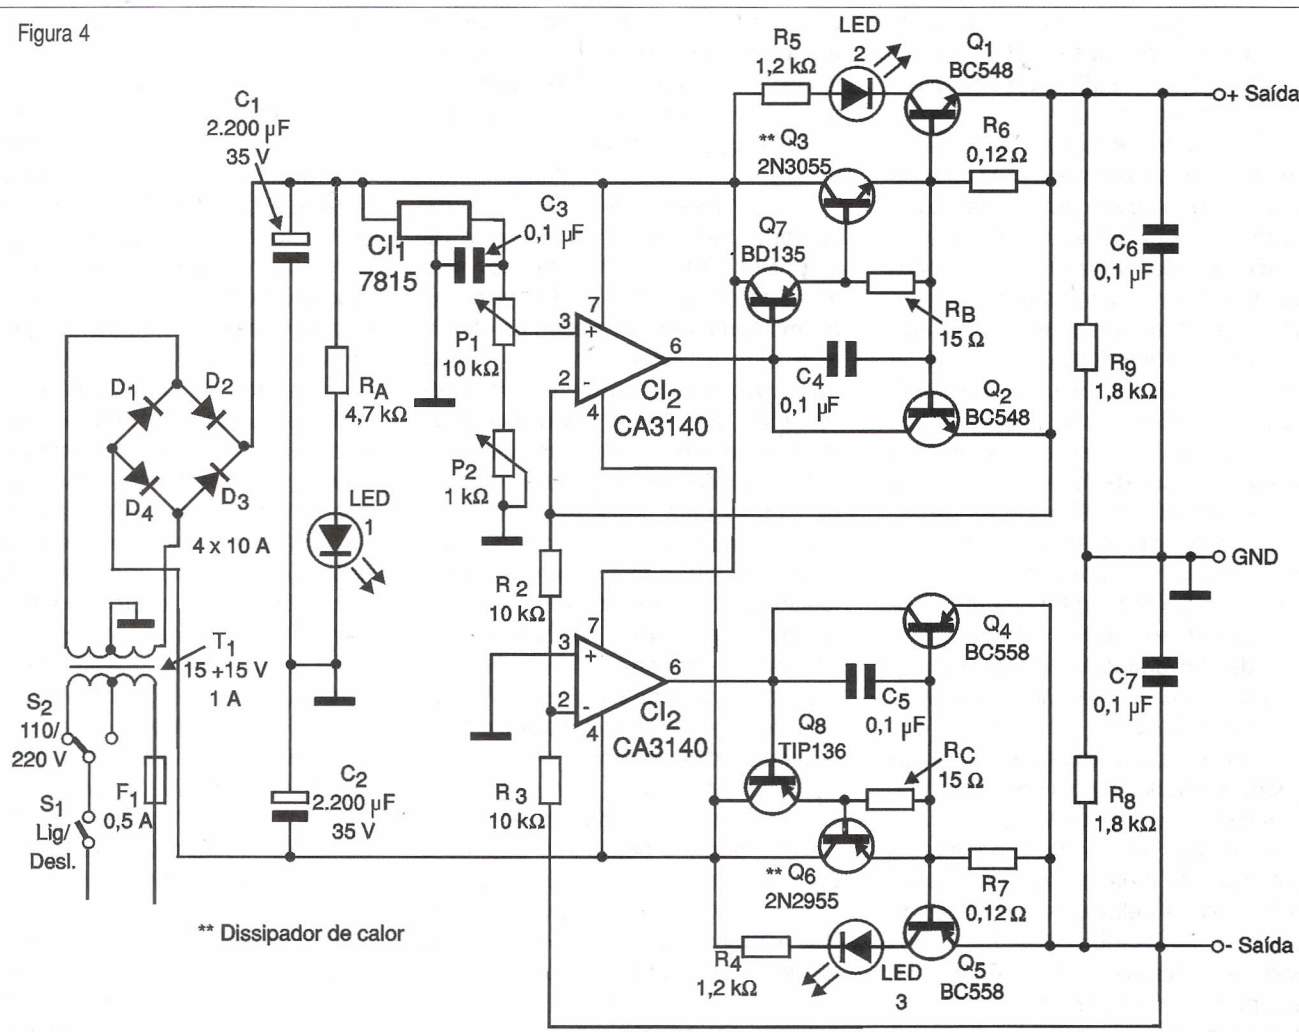 Figura 4
C1
2.200 µF
35 V
R5
1,2 kΩ
LED
2
Q1
BC548
+ Saída
** Q3
2N3055
R6
0,12 Ω
C3
0,1 µF
CI1
7815
Q7
BD135
RB
15 Ω
C6
0,1 µF
P1
10 kΩ
3
+
7
6
2
-
4
CI2
CA3140
C4
0,1 µF
Q2
BC548
R9
1,8 kΩ
D1
D2
D4
D3
4 x 10 A
RA
4,7 kΩ
LED
1
P2
1 kΩ
GND
R2
10 kΩ
T1
15 +15 V
1 A
7
3
+
6
2
-
4
CI2
CA3140
Q4
BC558
C5
0,1 µF
C7
0,1 µF
S2
110/
220 V
S1
Lig/
Desl.
F1
0,5 A
C2
2.200 µF
35 V
R3
10 kΩ
Q8
TIP136
RC
15 Ω
R8
1,8 kΩ
** Q6
2N2955
R7
0,12 Ω
** Dissipador de calor
R4
1,2 kΩ
LED
3
Q5
BC558
- Saída